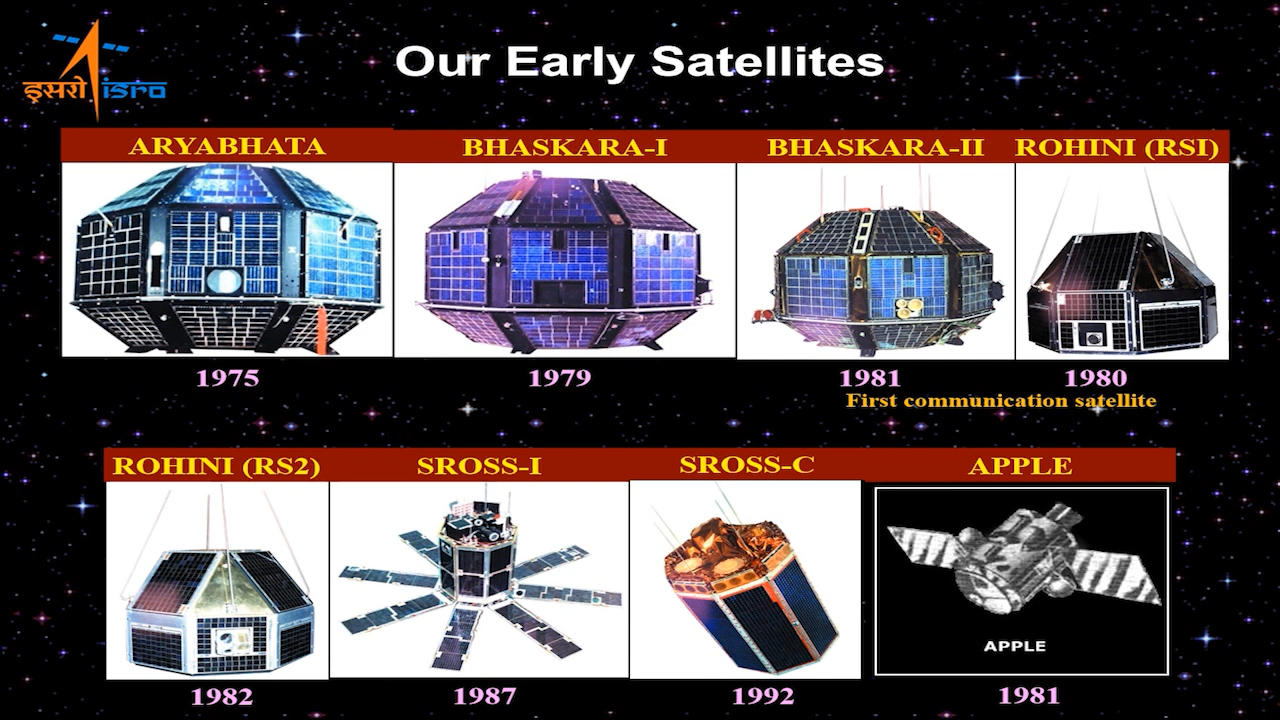 Our Early Satellites
इसरो isro
ARYABHATA
BHASKARA-I
BHASKARA-II
ROHINI (RSI)
1975
1979
1981
1980
First communication satellite
ROHINI (RS2)
SROSS-I
SROSS-C
APPLE
APPLE
1982
1987
1992
1981